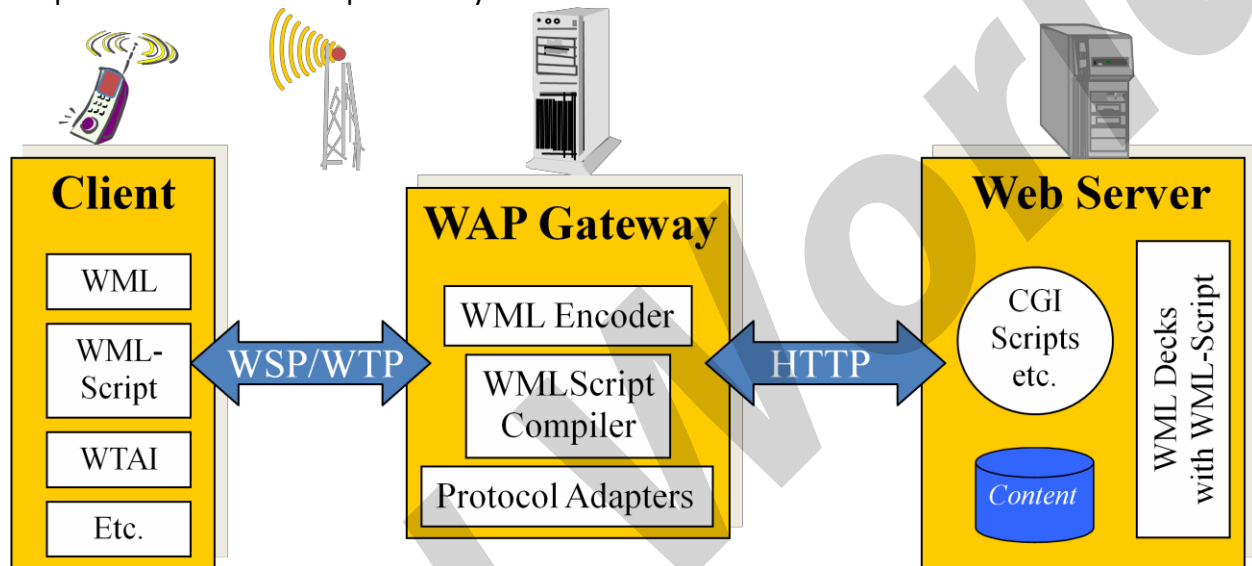 Client
WML
WML-
Script
WTAI
Etc.
WSP/WTP
WAP Gateway
WML Encoder
WMLScript
Compiler
Protocol Adapters
HTTP
Web Server
CGI
Scripts
etc.
Content
WML Decks
with WML-Script